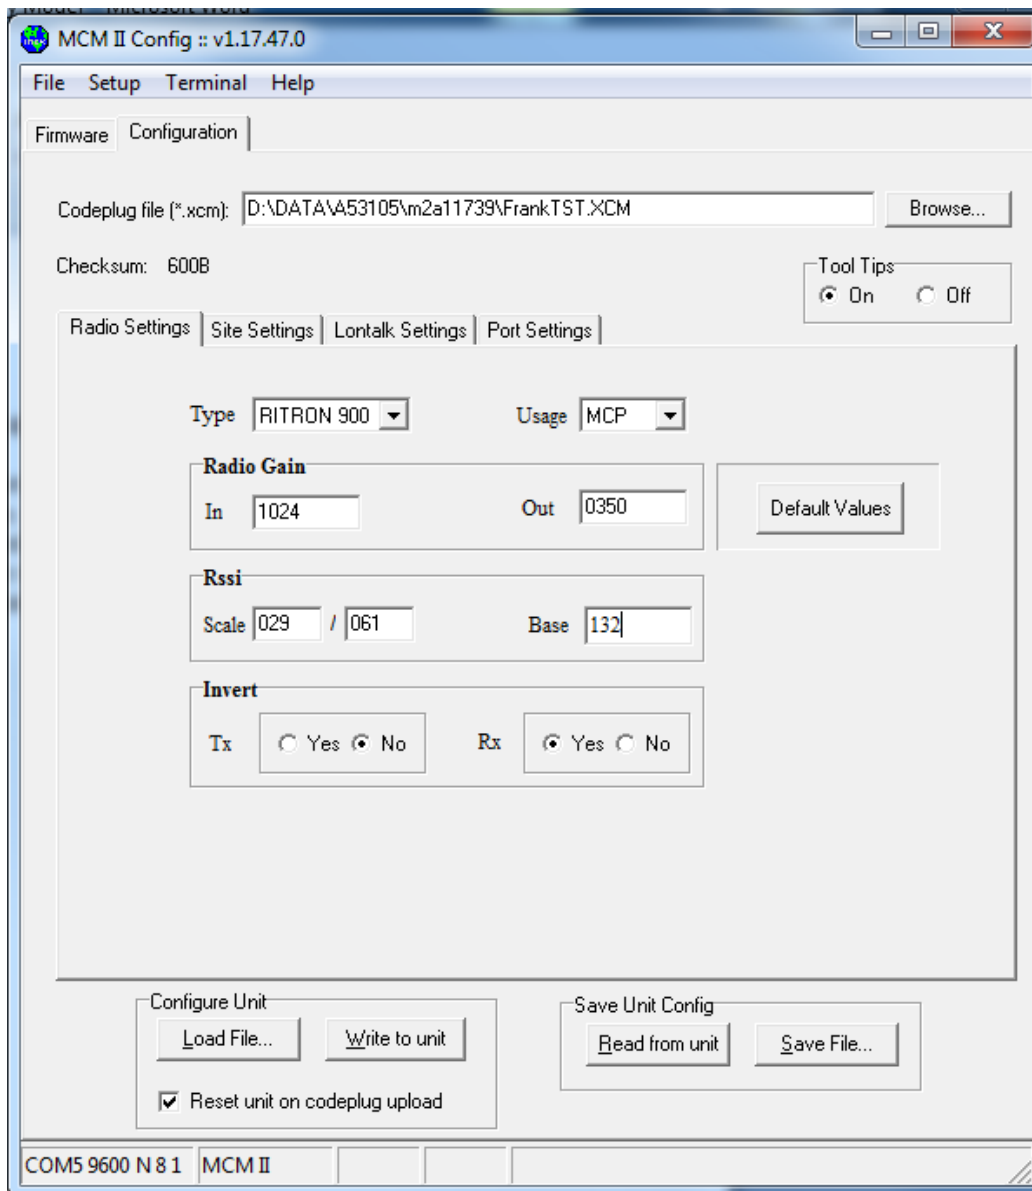 MCM II Config :: v1.17.47.0
File Setup Terminal Help
Firmware Configuration
Codeplug file (*.xcm): D:\DATA\A53105\m2a11739\FrankTST.XCM Browse...
Checksum: 600B
Tool Tips
On Off
Radio Settings Site Settings Lontalk Settings Port Settings
Type RITRON 900 Usage MCP
Radio Gain
In 1024 Out 0350 Default Values
Rssi
Scale 029 / 061 Base 132
Invert
Tx Yes No Rx Yes No
Configure Unit Save Unit Config
Load File... Write to unit Read from unit Save File...
Reset unit on codeplug upload
COM5 9600 N 8 1 MCM II